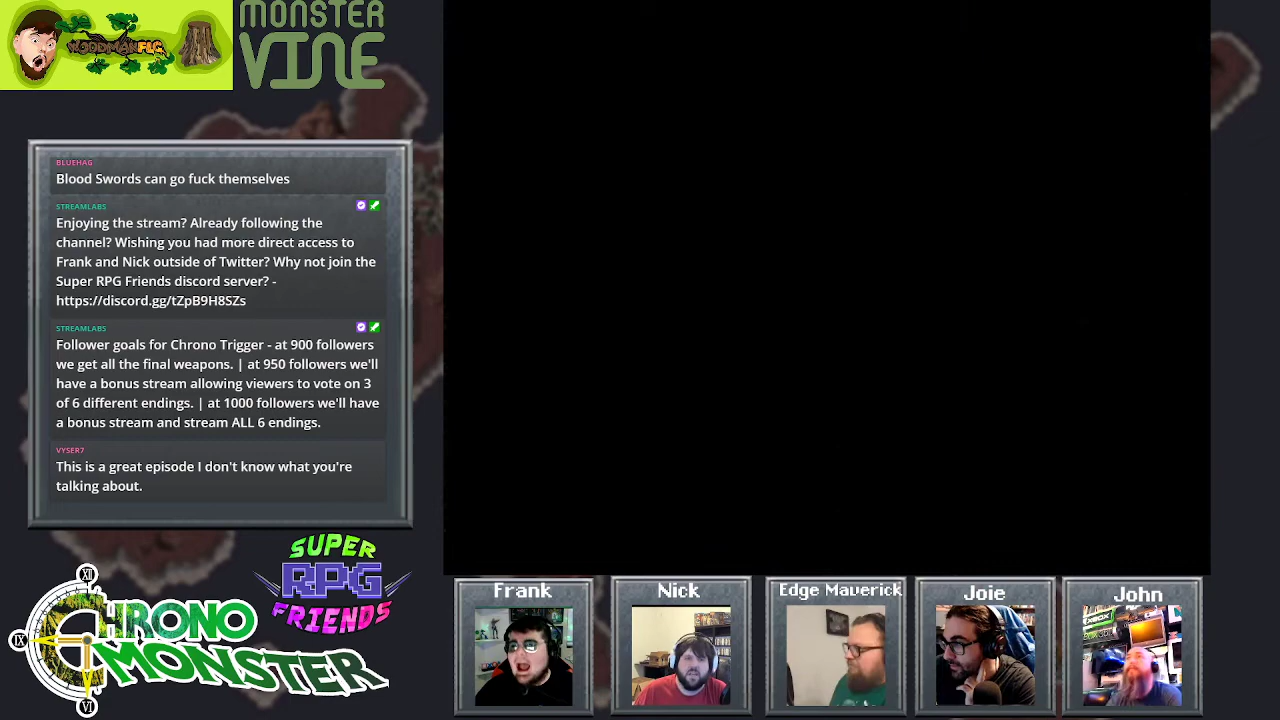 WOODMANFLG
MONSTER
VINE
BLUEHAG
Blood Swords can go fuck themselves
STREAMLABS
Enjoying the stream? Already following the
channel? Wishing you had more direct access to
Frank and Nick outside of Twitter? Why not join the
Super RPG Friends discord server? -
https://discord.gg/tZpB9H8SZs
STREAMLABS
Follower goals for Chrono Trigger - at 900 followers
we get all the final weapons. | at 950 followers we'll
have a bonus stream allowing viewers to vote on 3
of 6 different endings. | at 1000 followers we'll have
a bonus stream and stream ALL 6 endings.
VYSER7
This is a great episode I don't know what you're
talking about.
SUPER
RPG
FRIENDS
XII
IX
V
VI
CHRONO
MONSTER
Frank
Nick
Edge Maverick
Joie
John
XBOX